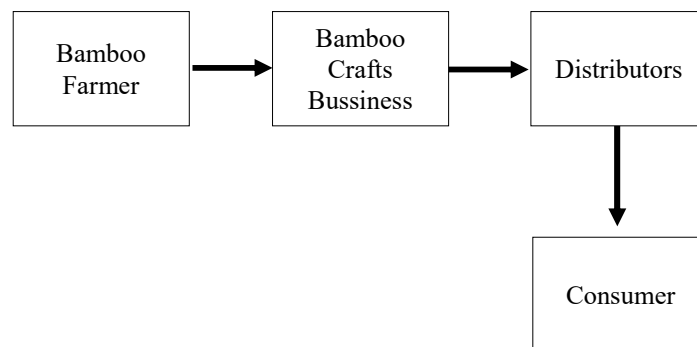 Bamboo
Farmer
Bamboo
Crafts
Bussiness
Distributors
Consumer